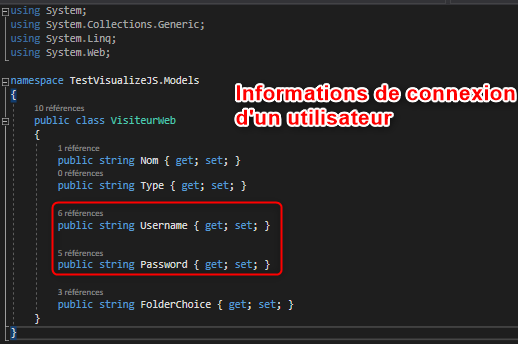 using System;
using System.Collections.Generic;
using System.Linq;
using System.Web;
namespace TestVisualizeJS.Models
{
Informations de connexion
d'un utilisateur
10 références
public class VisiteurWeb
{
1 référence
public string Nom { get; set; }
0 références
public string Type { get; set; }
6 références
public string Username { get; set; }
5 références
public string Password { get; set; }
3 références
public string FolderChoice { get; set; }
}
}